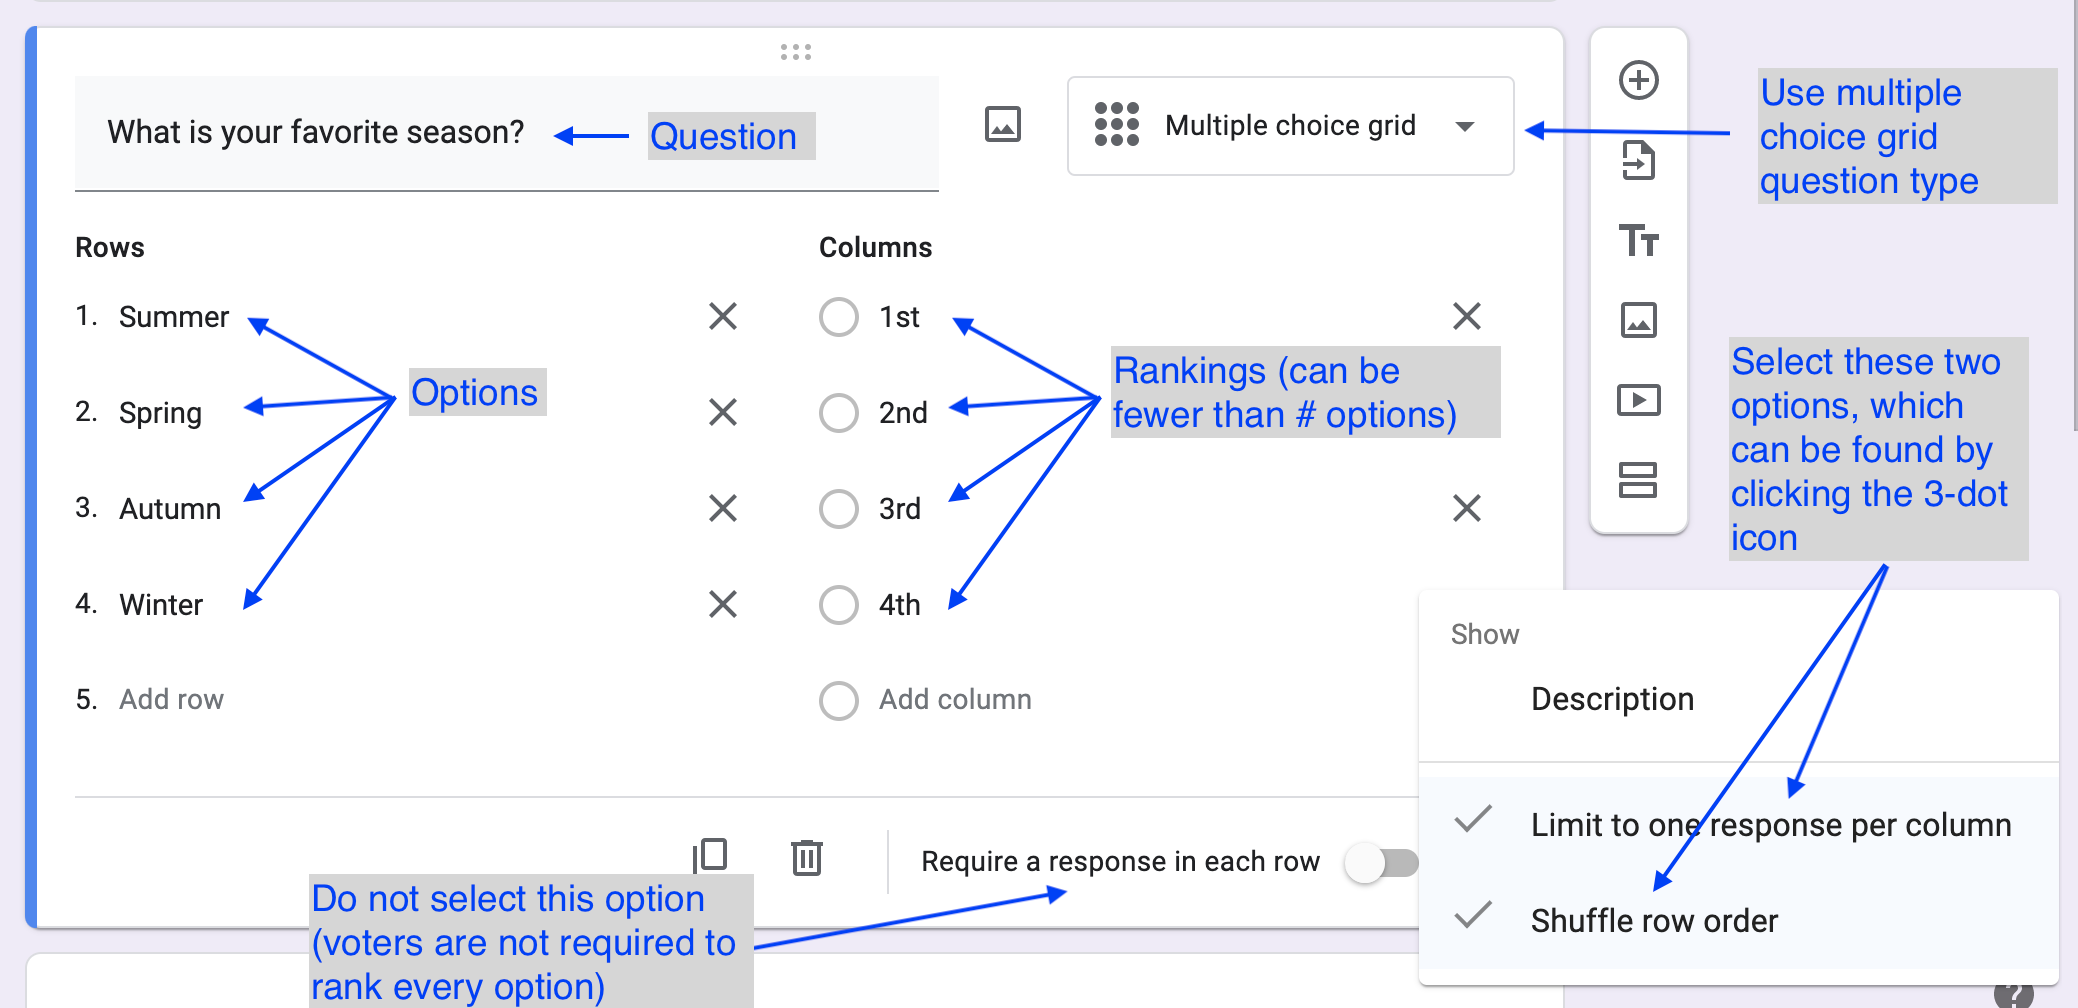 What is your favorite season?
Question
Multiple choice grid
Use multiple
choice grid
question type
Rows
Columns
1. Summer
1st
2. Spring
2nd
3. Autumn
3rd
4. Winter
4th
5. Add row
Add column
Options
Rankings (can be
fewer than # options)
Tт
Select these two
options, which
can be found by
clicking the 3-dot
icon
Show
Description
Limit to one response per column
Shuffle row order
Require a response in each row
Do not select this option
(voters are not required to
rank every option)
?